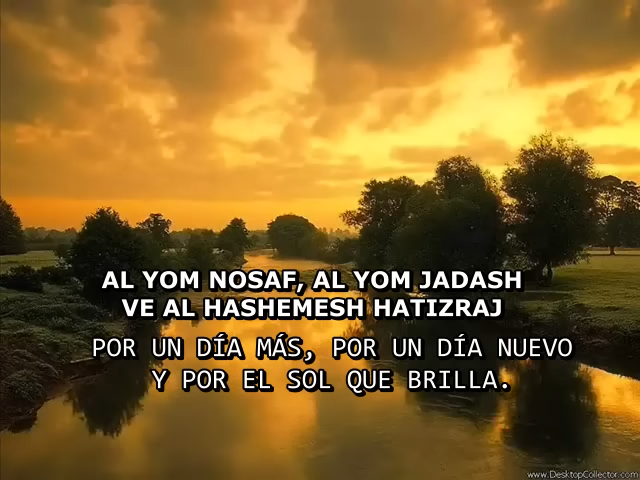 AL YOM NOSAF, AL YOM JADASH
VE AL HASHEMESH HATIZRAJ
POR UN DÍA MÁS, POR UN DÍA NUEVO
Y POR EL SOL QUE BRILLA.
www.DesktopCollector.com